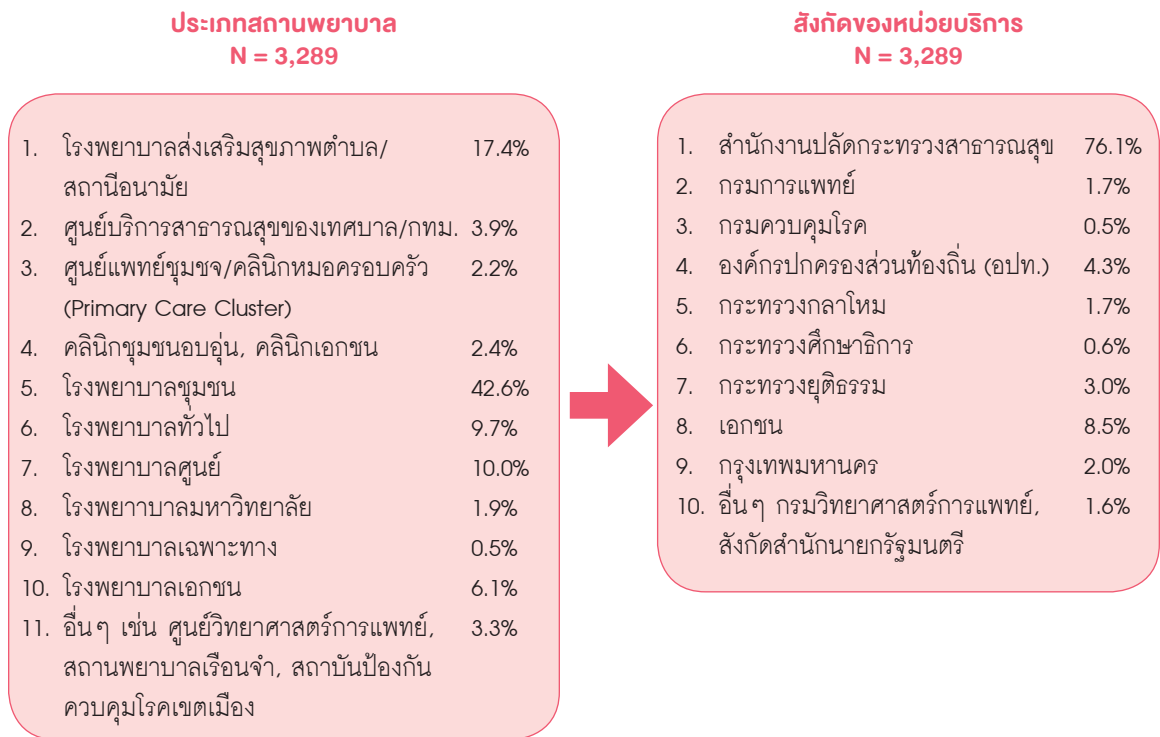 ประเภทสถานพยาบาล
N = 3,289
1. โรงพยาบาลส่งเสริมสุขภาพตำบล/ 17.4%
สถานีอนามัย
2. ศูนย์บริการสาธารณสุขของเทศบาล/กทม. 3.9%
3. ศูนย์แพทย์ชุมชจ/คลินิกหมอครอบครัว 2.2%
(Primary Care Cluster)
4. คลินิกชุมชนอบอุ่น, คลินิกเอกชน 2.4%
5. โรงพยาบาลชุมชน 42.6%
6. โรงพยาบาลทั่วไป 9.7%
7. โรงพยาบาลศูนย์ 10.0%
8. โรงพยาาบาลมหาวิทยาลัย 1.9%
9. โรงพยาบาลเฉพาะทาง 0.5%
10. โรงพยาบาลเอกชน 6.1%
11. อื่นๆ เช่น ศูนย์วิทยาศาสตร์การแพทย์, 3.3%
สถานพยาบาลเรือนจำ, สถาบันป้องกัน
ควบคุมโรคเขตเมือง
สังกัดของหน่วยบริการ
N = 3,289
1. สำนักงานปลัดกระทรวงสาธารณสุข 76.1%
2. กรมการแพทย์ 1.7%
3. กรมควบคุมโรค 0.5%
4. องค์กรปกครองส่วนท้องถิ่น (อปท.) 4.3%
5. กระทรวงกลาโหม 1.7%
6. กระทรวงศึกษาธิการ 0.6%
7. กระทรวงยุติธรรม 3.0%
8. เอกชน 8.5%
9. กรุงเทพมหานคร 2.0%
10. อื่นๆ กรมวิทยาศาสตร์การแพทย์, 1.6%
สังกัดสำนักนายกรัฐมนตรี